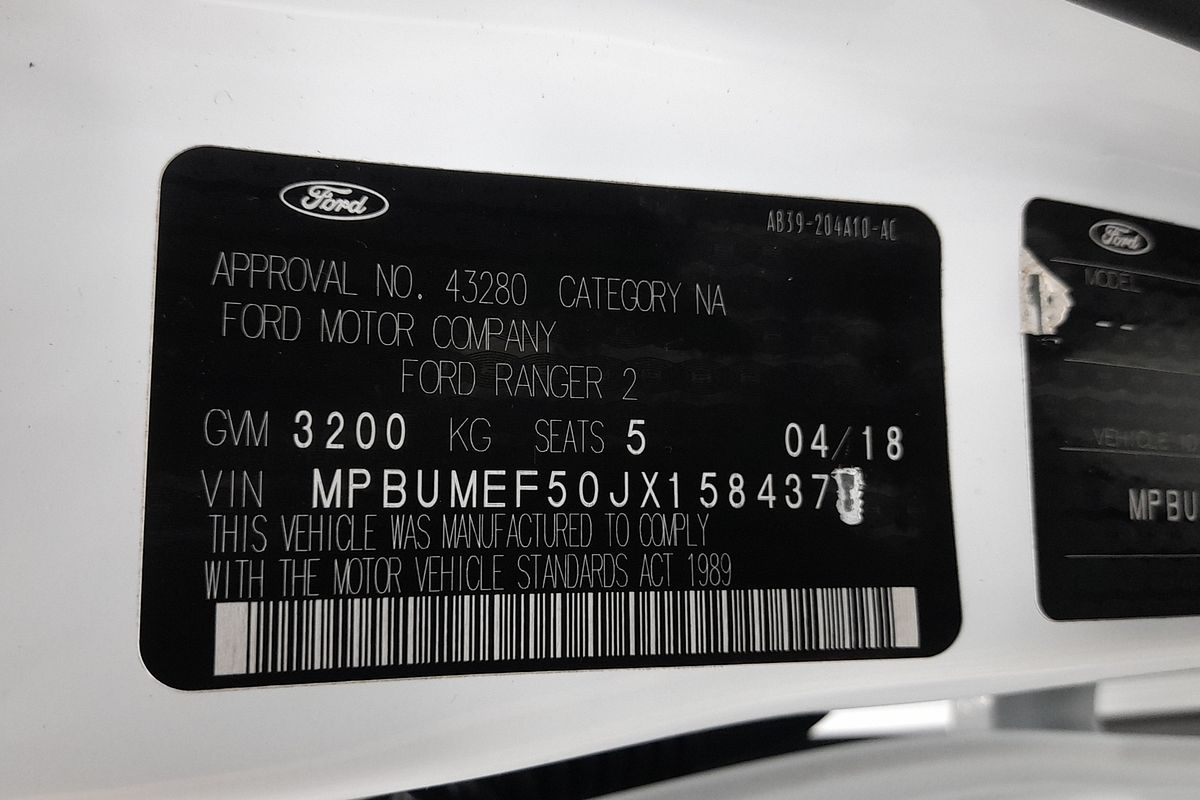 Ford
AB39-204A10-AC
APPROVAL NO. 43280 CATEGORY NA
FORD MOTOR COMPANY
FORD RANGER 2
GVM 3200 KG SEATS 5 04/18
VIN MPBUMEF50JX158437
THIS VEHICLE WAS MANUFACTURED TO COMPLY
WITH THE MOTOR VEHICLE STANDARDS ACT 1989
Ford
MODEL
--
VEHICLE
MPBU